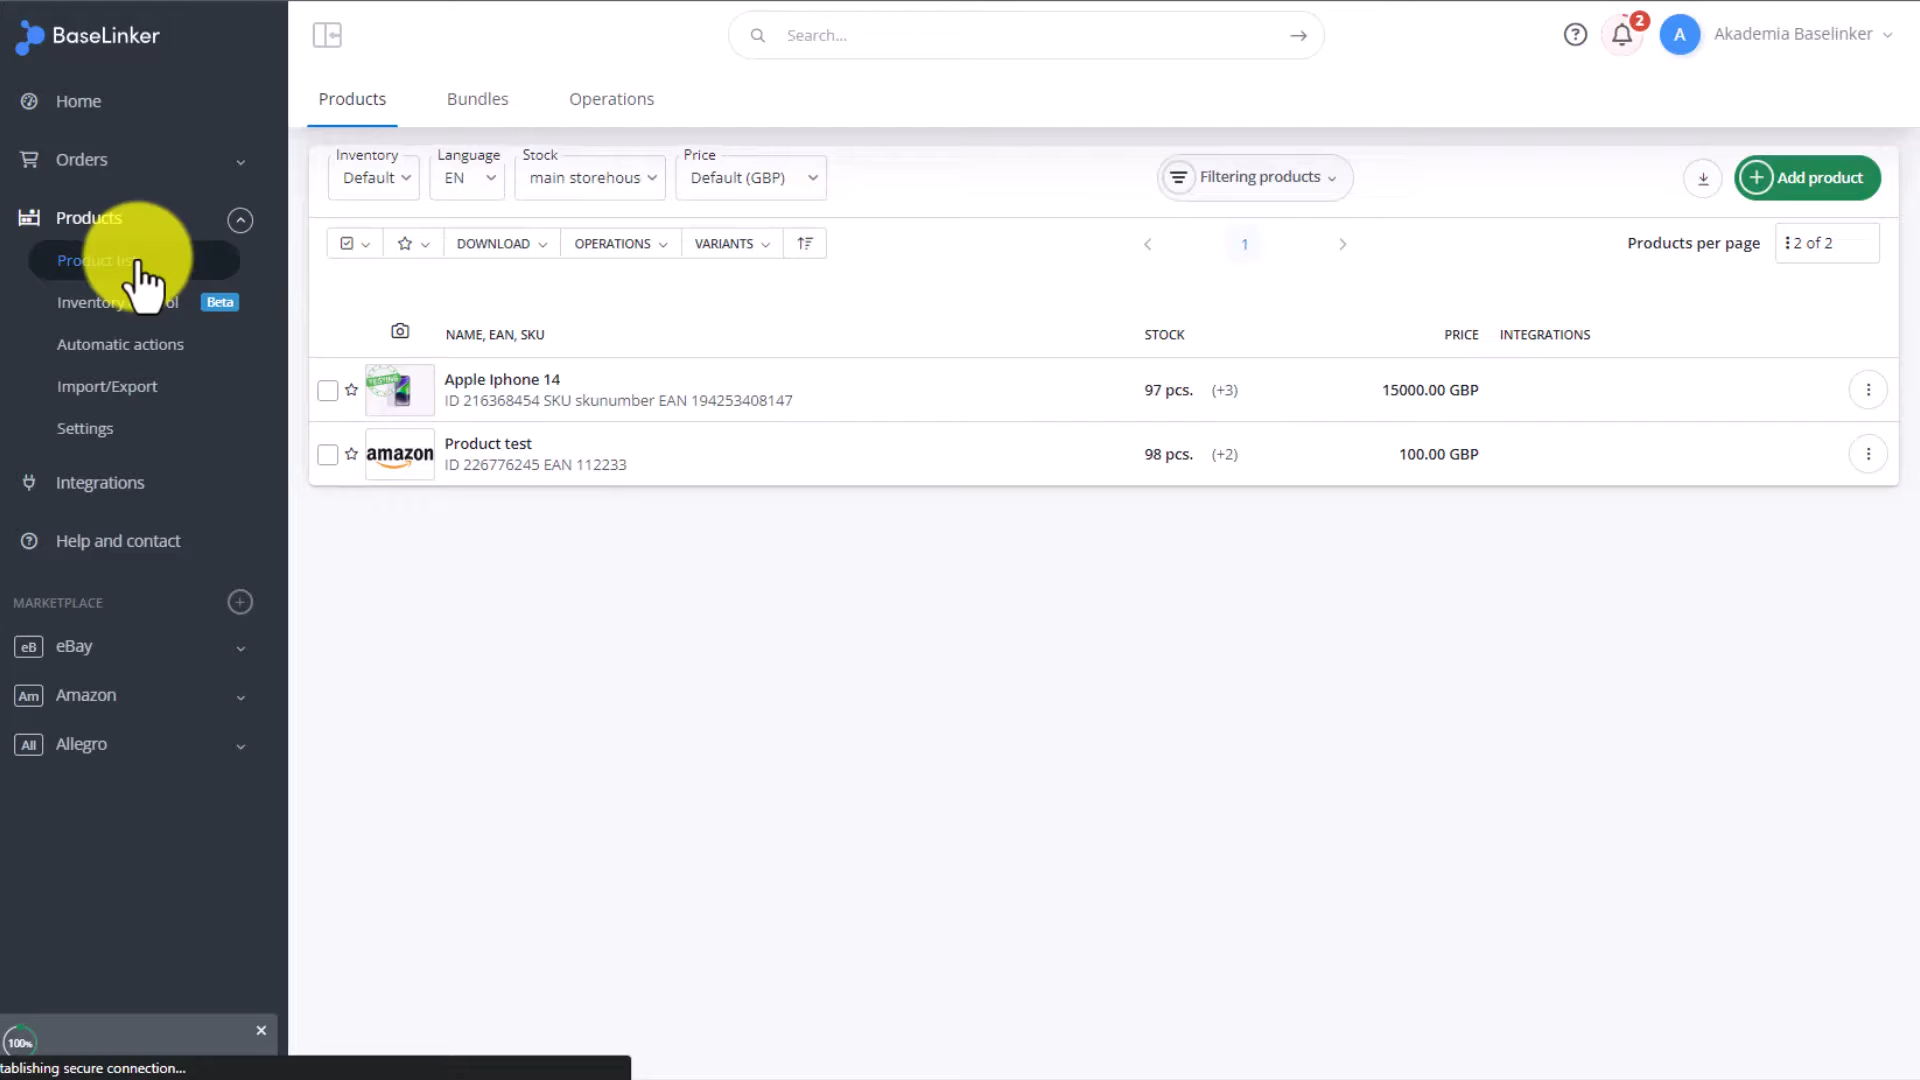 BaseLinker
Search...
2
A
Akademia Baselinker
Home
Orders
Products
Product
Inventory
Beta
Automatic actions
Import/Export
Settings
Integrations
Help and contact
MARKETPLACE
eB eBay
Am Amazon
All Allegro
100%
tablishing secure connection...
Products Bundles Operations
Inventory Language Stock Price
Default EN main storehous Default (GBP)
Filtering products
Add product
DOWNLOAD OPERATIONS VARIANTS
1
Products per page 2 of 2
NAME, EAN, SKU STOCK PRICE INTEGRATIONS
TESTING
Apple Iphone 14
ID 216368454 SKU skunumber EAN 194253408147
97 pcs. (+3) 15000.00 GBP
amazon
Product test
ID 226776245 EAN 112233
98 pcs. (+2) 100.00 GBP